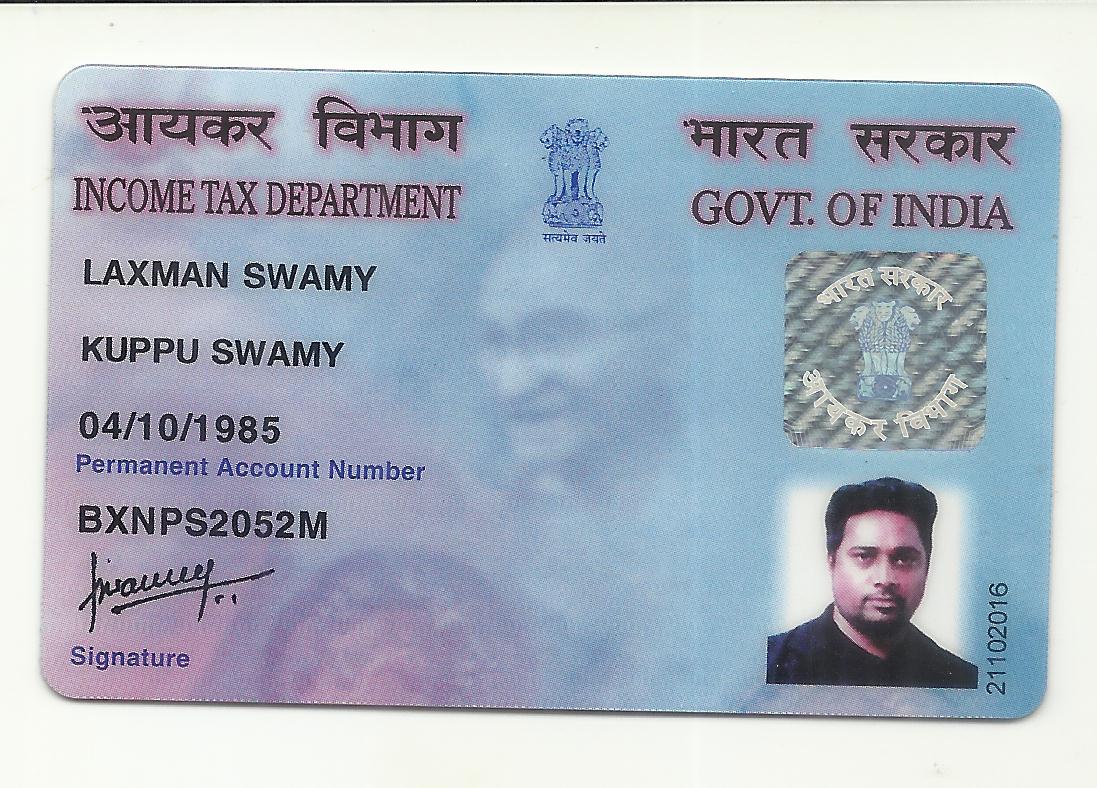 आयकर विभाग
INCOME TAX DEPARTMENT
सत्यमेव जयते
भारत सरकार
GOVT. OF INDIA
LAXMAN SWAMY
KUPPU SWAMY
04/10/1985
Permanent Account Number
BXNPS2052M
Signature
भारत सरकार
आयकर विभाग
21102016